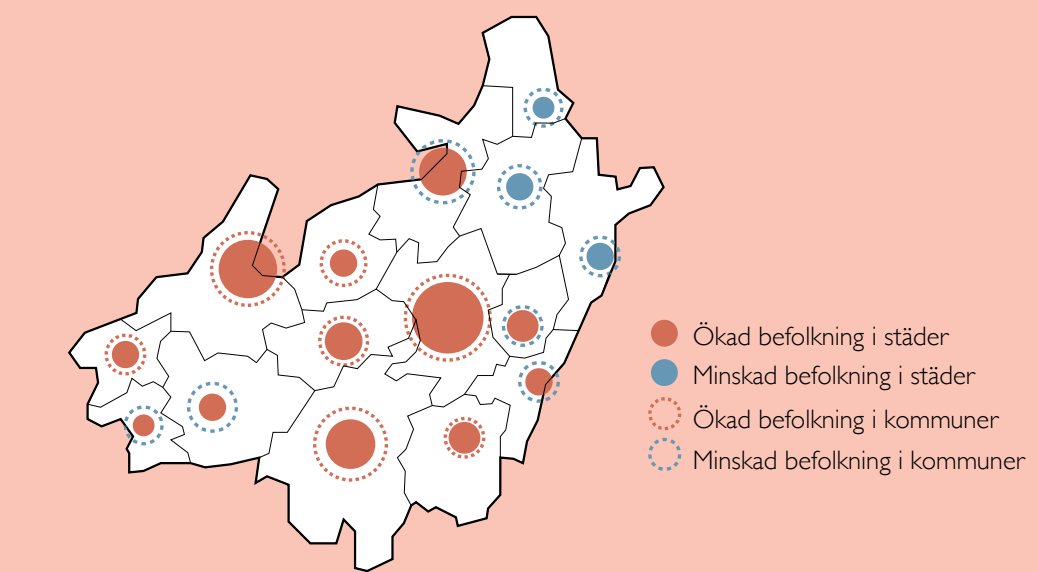 Ökad befolkning i städer
Minskad befolkning i städer
Ökad befolkning i kommuner
Minskad befolkning i kommuner